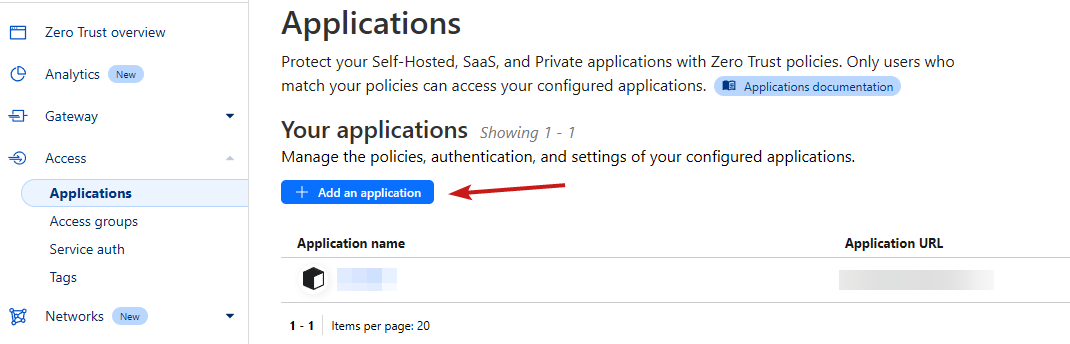 Zero Trust overview
Analytics New
Gateway
Access
Applications
Access groups
Service auth
Tags
Networks New
Applications
Protect your Self-Hosted, SaaS, and Private applications with Zero Trust policies. Only users who
match your policies can access your configured applications. Applications documentation
Your applications Showing 1 - 1
Manage the policies, authentication, and settings of your configured applications.
+ Add an application
Application name Application URL
1 - 1 Items per page: 20